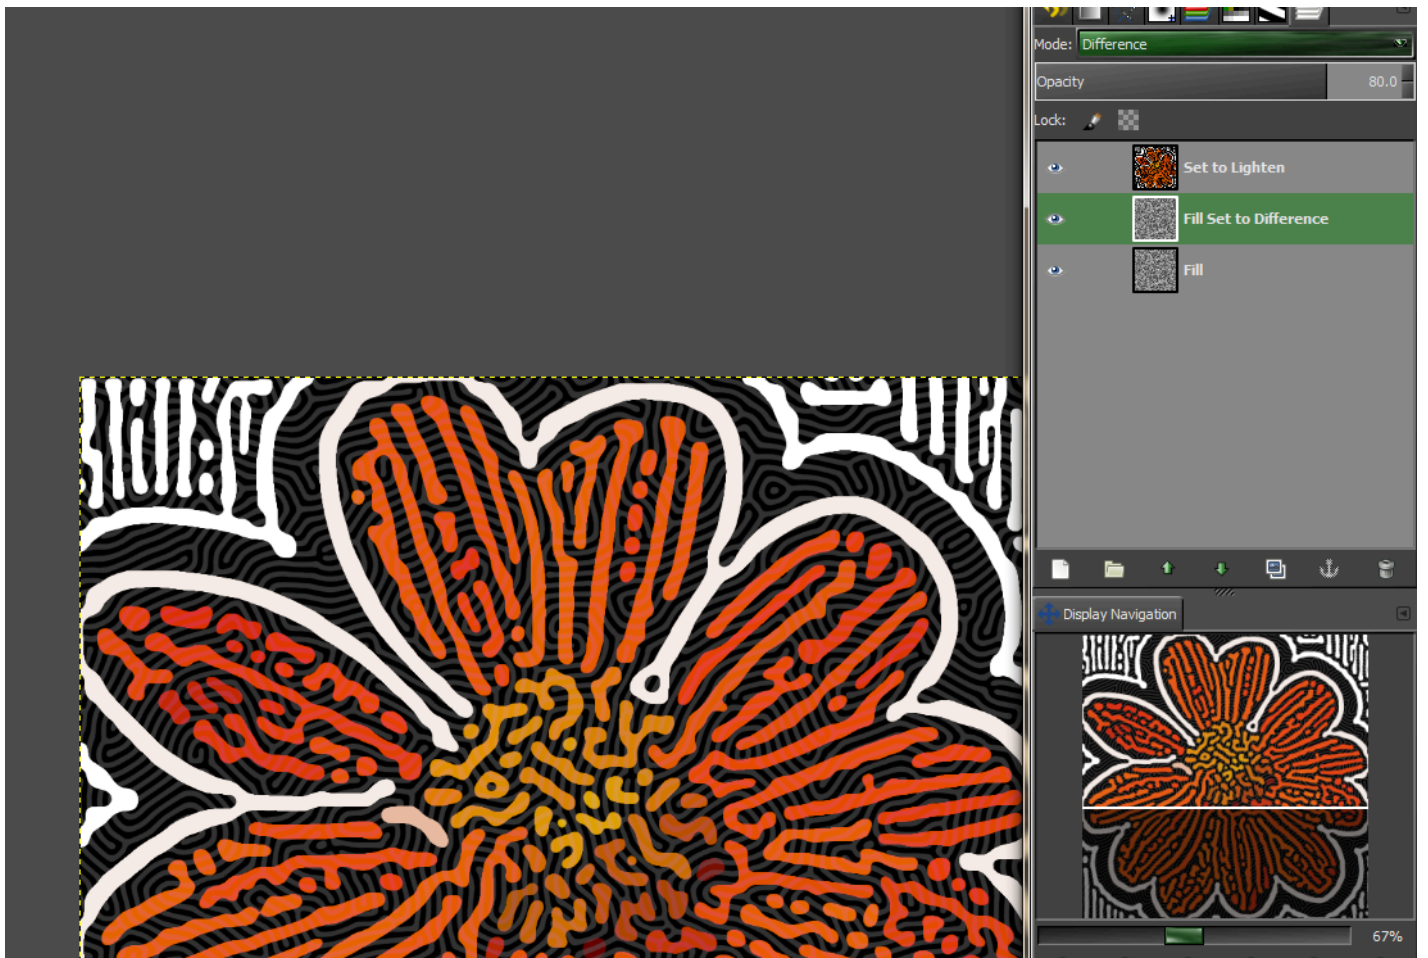 Mode: Difference
Opacity 80.0
Lock:
Set to Lighten
Fill Set to Difference
Fill
Display Navigation
67%